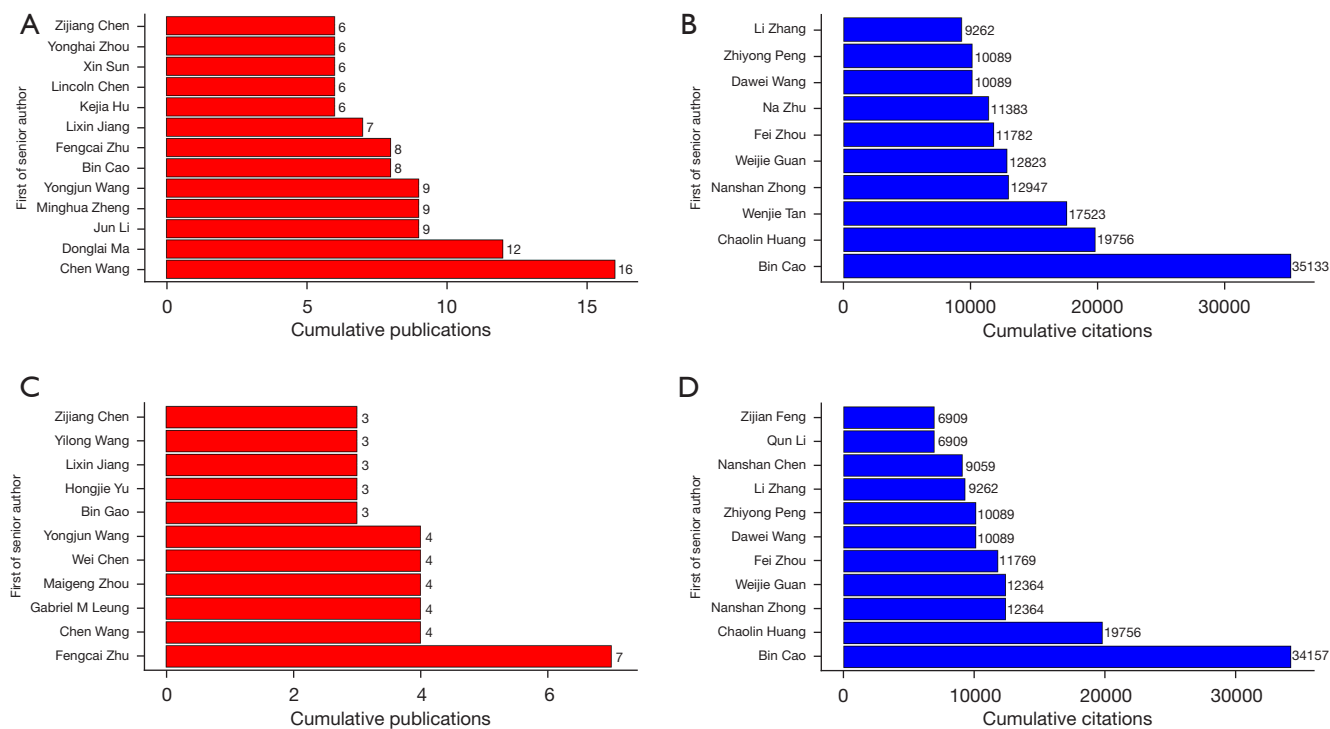 A
First of senior author
Zijiang Chen 6
Yonghai Zhou 6
Xin Sun 6
Lincoln Chen 6
Kejia Hu 6
Lixin Jiang 7
Fengcai Zhu 8
Bin Cao 8
Yongjun Wang 9
Minghua Zheng 9
Jun Li 9
Donglai Ma 12
Chen Wang 16
0 5 10 15
Cumulative publications
B
First of senior author
Li Zhang 9262
Zhiyong Peng 10089
Dawei Wang 10089
Na Zhu 11383
Fei Zhou 11782
Weijie Guan 12823
Nanshan Zhong 12947
Wenjie Tan 17523
Chaolin Huang 19756
Bin Cao 35133
0 10000 20000 30000
Cumulative citations
C
First of senior author
Zijiang Chen 3
Yilong Wang 3
Lixin Jiang 3
Hongjie Yu 3
Bin Gao 3
Yongjun Wang 4
Wei Chen 4
Maigeng Zhou 4
Gabriel M Leung 4
Chen Wang 4
Fengcai Zhu 7
0 2 4 6
Cumulative publications
D
First of senior author
Zijian Feng 6909
Qun Li 6909
Nanshan Chen 9059
Li Zhang 9262
Zhiyong Peng 10089
Dawei Wang 10089
Fei Zhou 11769
Weijie Guan 12364
Nanshan Zhong 12364
Chaolin Huang 19756
Bin Cao 34157
0 10000 20000 30000
Cumulative citations